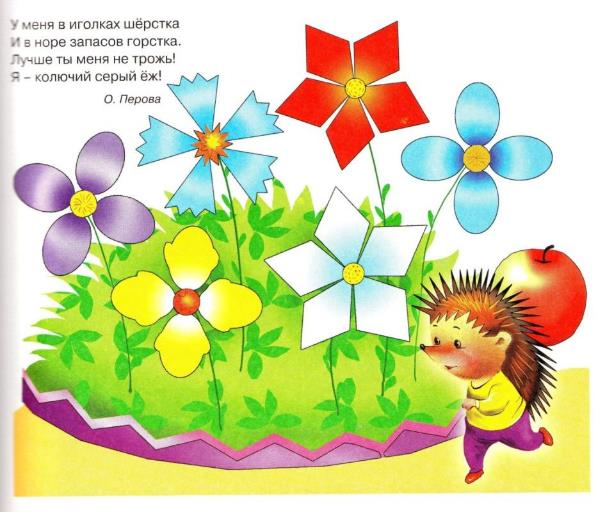 У меня в иголках шёрстка
И в норе запасов горстка.
Лучше ты меня не трожь!
Я – колючий серый ёж!
О. Перова